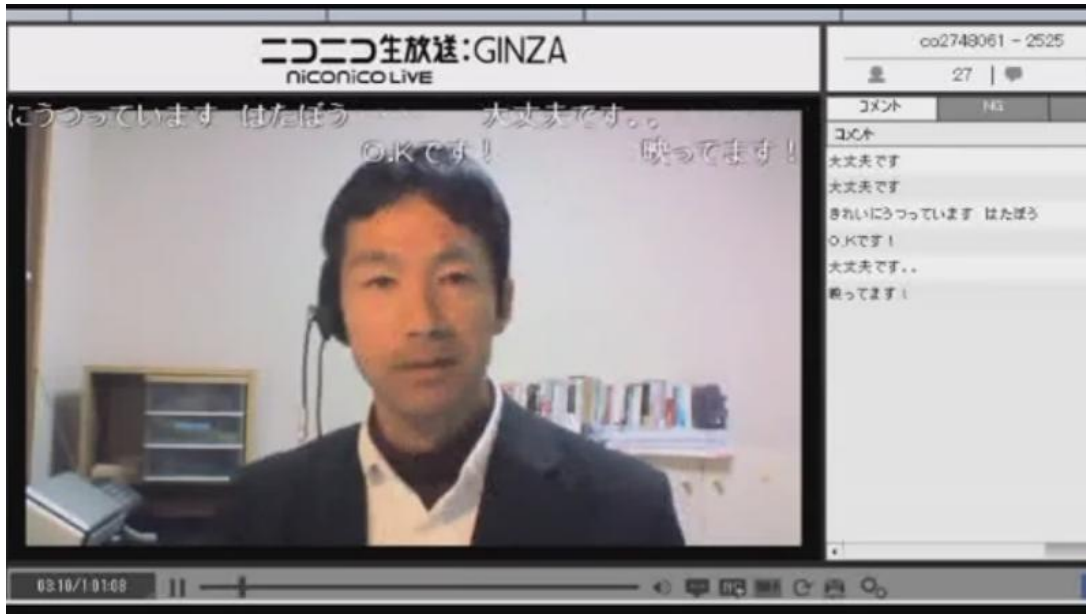 ニコニコ生放送:GINZA
niconico LIVE
co2748061 - 2525
27
コメント
NG
コメント
にうつっています はたぼう
大丈夫です。。
O.Kです！
映ってます！
大丈夫です
大丈夫です
きれいにうつっています はたぼう
O.Kです！
大丈夫です。。
映ってます！
03:10/1:01:08